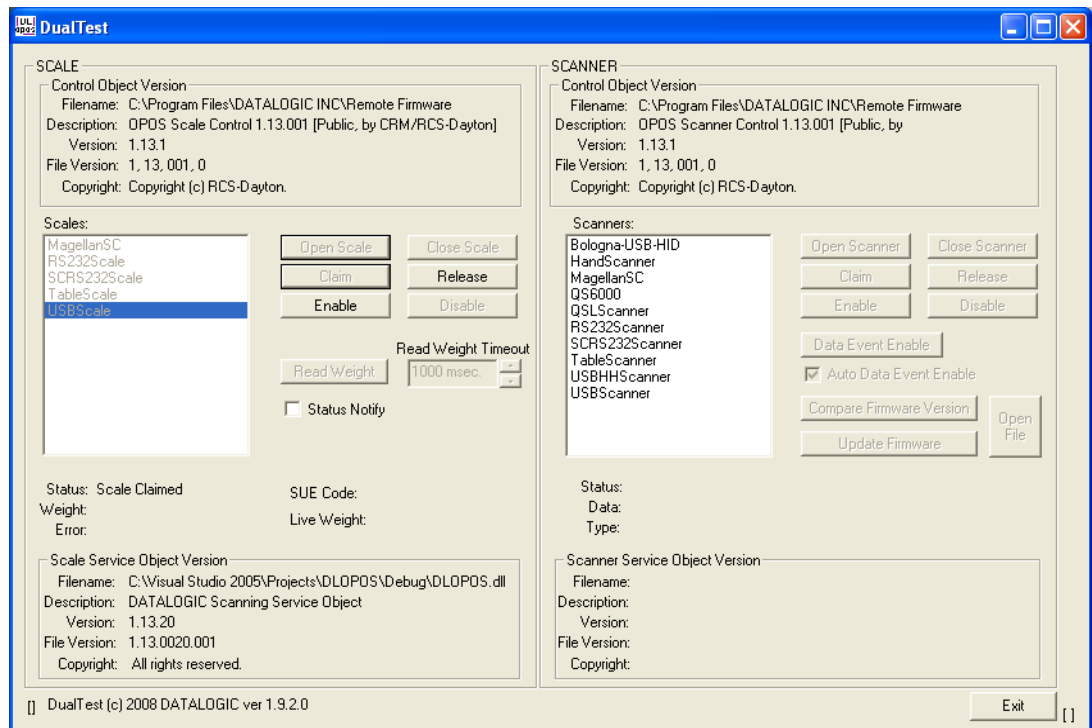 DualTest
SCALE
Control Object Version
Filename: C:\Program Files\DATALOGIC INC\Remote Firmware
Description: OPOS Scale Control 1.13.001 [Public, by CRM/RCS-Dayton]
Version: 1.13.1
File Version: 1, 13, 001, 0
Copyright: Copyright (c) RCS-Dayton.
Scales:
MagellanSC
RS232Scale
SCRS232Scale
TableScale
USBScale
Open Scale Close Scale
Claim Release
Enable Disable
Read Weight Timeout
Read Weight 1000 msec.
Status Notify
Status: Scale Claimed
Weight:
Error:
SUE Code:
Live Weight:
Scale Service Object Version
Filename: C:\Visual Studio 2005\Projects\DLOPOS\Debug\DLOPOS.dll
Description: DATALOGIC Scanning Service Object
Version: 1.13.20
File Version: 1.13.0020.001
Copyright: All rights reserved.
SCANNER
Control Object Version
Filename: C:\Program Files\DATALOGIC INC\Remote Firmware
Description: OPOS Scanner Control 1.13.001 [Public, by
Version: 1.13.1
File Version: 1, 13, 001, 0
Copyright: Copyright (c) RCS-Dayton.
Scanners:
Bologna-USB-HID
HandScanner
MagellanSC
QS6000
QSLScanner
RS232Scanner
SCRS232Scanner
TableScanner
USBHHScanner
USBScanner
Open Scanner Close Scanner
Claim Release
Enable Disable
Data Event Enable
Auto Data Event Enable
Compare Firmware Version
Update Firmware
Open
File
Status:
Data:
Type:
Scanner Service Object Version
Filename:
Description:
Version:
File Version:
Copyright:
[] DualTest (c) 2008 DATALOGIC ver 1.9.2.0
Exit
[ ]